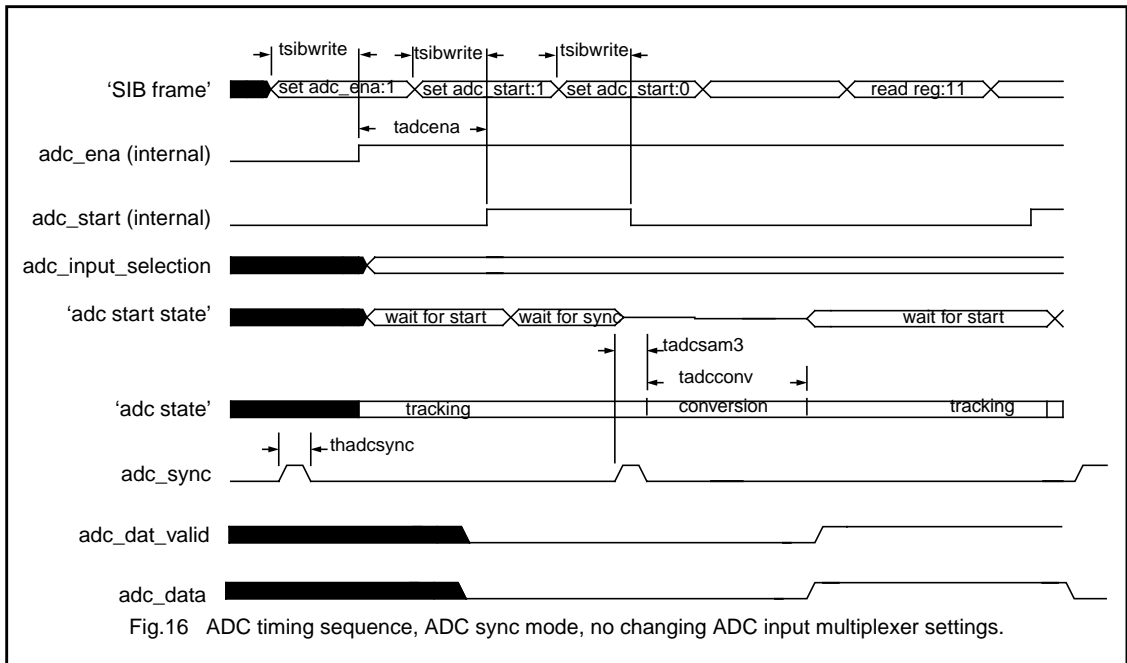 tsibwrite tsibwrite tsibwrite
‘SIB frame’ set adc_ena:1 set adc_start:1 set adc_start:0 read reg:11
tadcena
adc_ena (internal)
adc_start (internal)
adc_input_selection
‘adc start state’ wait for start wait for sync wait for start
tadcsam3
tadcconv
‘adc state’ tracking conversion tracking
thadcsync
adc_sync
adc_dat_valid
adc_data
Fig.16 ADC timing sequence, ADC sync mode, no changing ADC input multiplexer settings.